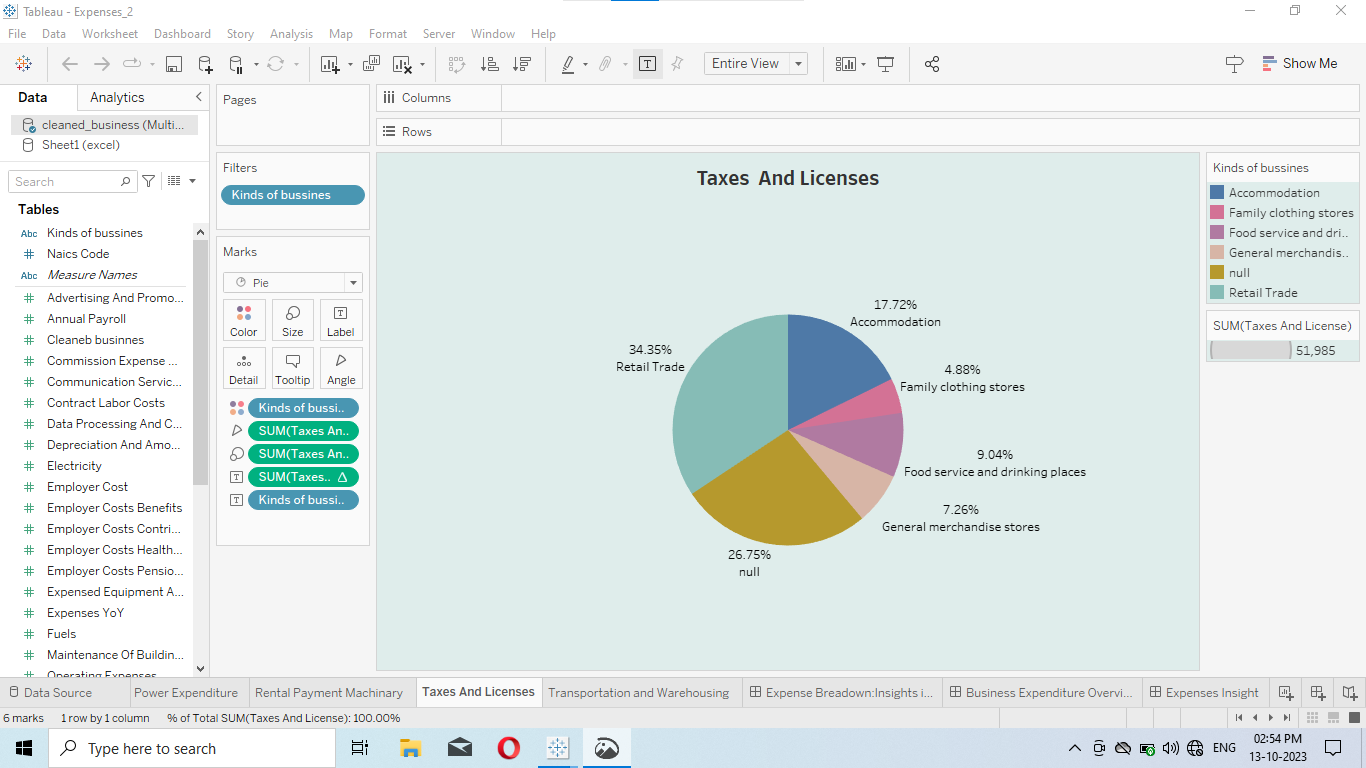 Tableau - Expenses_2
File Data Worksheet Dashboard Story Analysis Map Format Server Window Help
Entire View
Show Me
Data Analytics
cleaned_business (Multi...
Sheet1 (excel)
Search
Tables
Abc Kinds of bussines
# Naics Code
Abc Measure Names
# Advertising And Promo...
# Annual Payroll
# Cleaneb businnes
# Commission Expense ...
# Communication Servic...
# Contract Labor Costs
# Data Processing And C...
# Depreciation And Amo...
# Electricity
# Employer Cost
# Employer Costs Benefits
# Employer Costs Contri...
# Employer Costs Health...
# Employer Costs Pensio...
# Expensed Equipment A...
# Expenses YoY
# Fuels
# Maintenance Of Buildin...
# Operating Expenses
Pages
Filters
Kinds of bussines
Marks
Pie
Color Size Label
Detail Tooltip Angle
Kinds of bussi..
SUM(Taxes An..
SUM(Taxes An..
SUM(Taxes..
Kinds of bussi..
Columns
Rows
Taxes And Licenses
17.72%
Accommodation
34.35%
Retail Trade
4.88%
Family clothing stores
9.04%
Food service and drinking places
7.26%
General merchandise stores
26.75%
null
Kinds of bussines
Accommodation
Family clothing stores
Food service and dri..
General merchandis..
null
Retail Trade
SUM(Taxes And License)
51,985
Data Source Power Expenditure Rental Payment Machinary Taxes And Licenses Transportation and Warehousing Expense Breadown:Insights i... Business Expenditure Overvi... Expenses Insight
6 marks 1 row by 1 column % of Total SUM(Taxes And License): 100.00%
Type here to search
ENG
02:54 PM
13-10-2023